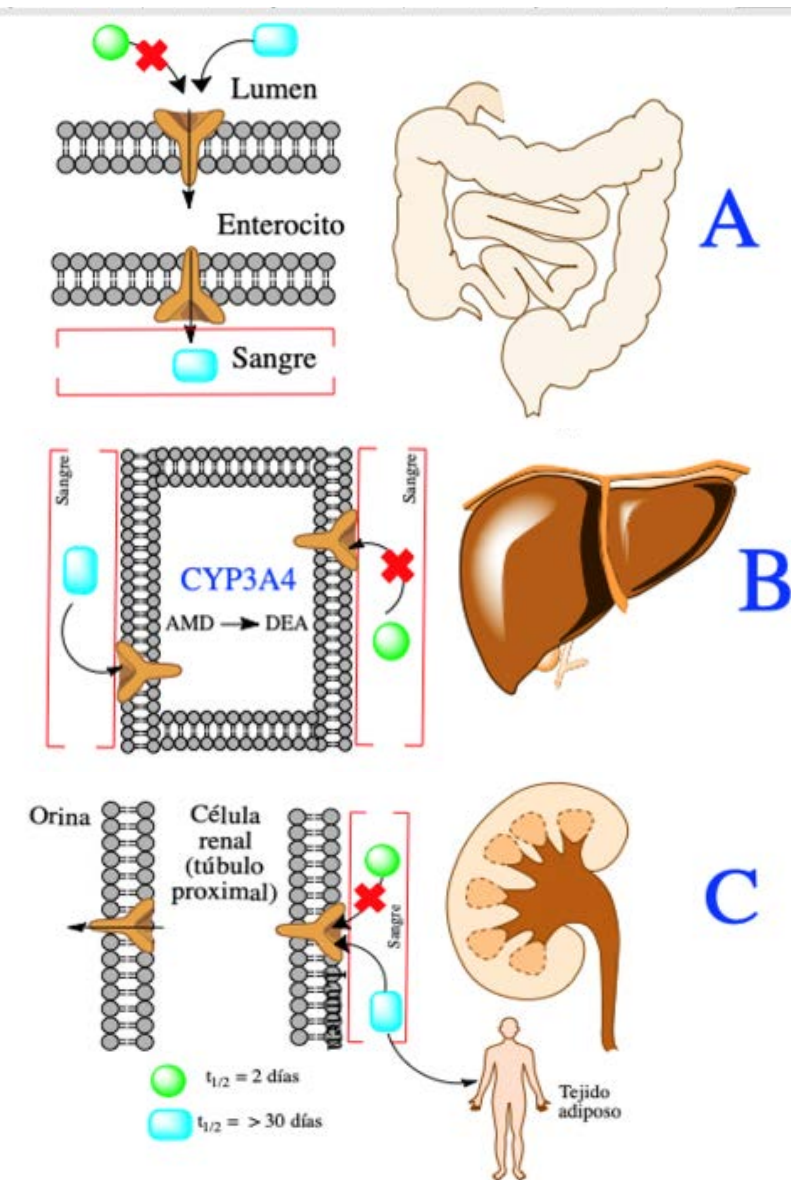 Lumen
Enterocito
Sangre
A
Sangre
Sangre
CYP3A4
AMD → DEA
B
Orina
Célula
renal
(túbulo
proximal)
Sangre
Lumen
C
t1/2 = 2 días
t1/2 = > 30 días
Tejido
adiposo